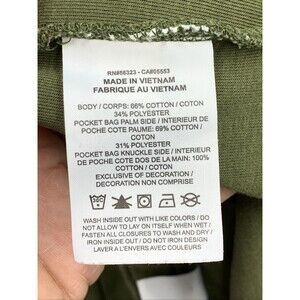 RN#56323 - CA#05553
MADE IN VIETNAM
FABRIQUE AU VIETNAM
BODY / CORPS: 66% COTTON / COTON
34% POLYESTER
POCKET BAG PALM SIDE / INTERIEUR DE
POCHE COTE PAUME: 69% COTTON /
COTON
31% POLYESTER
POCKET BAG KNUCKLE SIDE / INTERIEUR
DE POCHE COTE DOS DE LA MAIN: 100%
COTTON / COTON
EXCLUSIVE OF DECORATION /
DECORATION NON COMPRISE
WASH INSIDE OUT WITH LIKE COLORS / DO
NOT ALLOW TO LAY ON ITSELF WHEN WET /
FASTEN ALL CLOSURES TO WASH AND DRY /
IRON INSIDE OUT / DO NOT IRON DESIGN
LAVER A L'ENVERS AVEC COULEURS